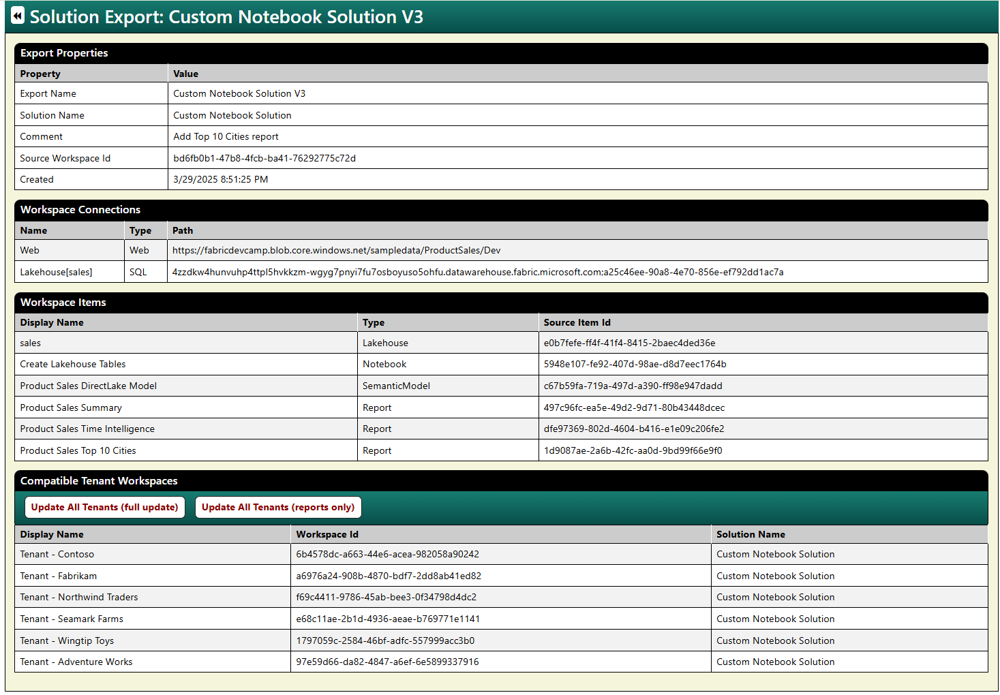 Solution Export: Custom Notebook Solution V3
Export Properties
Property Value
Export Name Custom Notebook Solution V3
Solution Name Custom Notebook Solution
Comment Add Top 10 Cities report
Source Workspace Id bd6fb0b1-47b8-4fcb-ba41-76292775c72d
Created 3/29/2025 8:51:25 PM
Workspace Connections
Name Type Path
Web Web https://fabricdevcamp.blob.core.windows.net/sampledata/ProductSales/Dev
Lakehouse[sales] SQL 4zzdkw4hunvuhp4ttpl5hvkkzm-wgyg7pnyi7fu7osboyuso5ohfu.datawarehouse.fabric.microsoft.com;a25c46ee-90a8-4e70-856e-ef792dd1ac7a
Workspace Items
Display Name Type Source Item Id
sales Lakehouse e0b7fefe-ff4f-41f4-8415-2baec4ded36e
Create Lakehouse Tables Notebook 5948e107-fe92-407d-98ae-d8d7eec1764b
Product Sales DirectLake Model SemanticModel c67b59fa-719a-497d-a390-ff98e947dadd
Product Sales Summary Report 497c96fc-ea5e-49d2-9d71-80b43448dcec
Product Sales Time Intelligence Report dfe97369-802d-4604-b416-e1e09c206fe2
Product Sales Top 10 Cities Report 1d9087ae-2a6b-42fc-aa0d-9bd99f66e9f0
Compatible Tenant Workspaces
Update All Tenants (full update) Update All Tenants (reports only)
Display Name Workspace Id Solution Name
Tenant - Contoso 6b4578dc-a663-44e6-acea-982058a90242 Custom Notebook Solution
Tenant - Fabrikam a6976a24-908b-4870-bdf7-2dd8ab41ed82 Custom Notebook Solution
Tenant - Northwind Traders f69c4411-9786-45ab-bee3-0f34798d4dc2 Custom Notebook Solution
Tenant - Seamark Farms e68c11ae-2b1d-4936-aeae-b769771e1141 Custom Notebook Solution
Tenant - Wingtip Toys 1797059c-2584-46bf-adfc-557999acc3b0 Custom Notebook Solution
Tenant - Adventure Works 97e59d66-da82-4847-a6ef-6e5899337916 Custom Notebook Solution